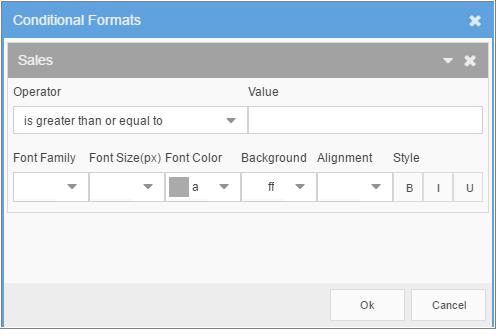 Conditional Formats
Sales
Operator Value
is greater than or equal to
Font Family Font Size(px) Font Color Background Alignment Style
a ff B I U
Ok Cancel